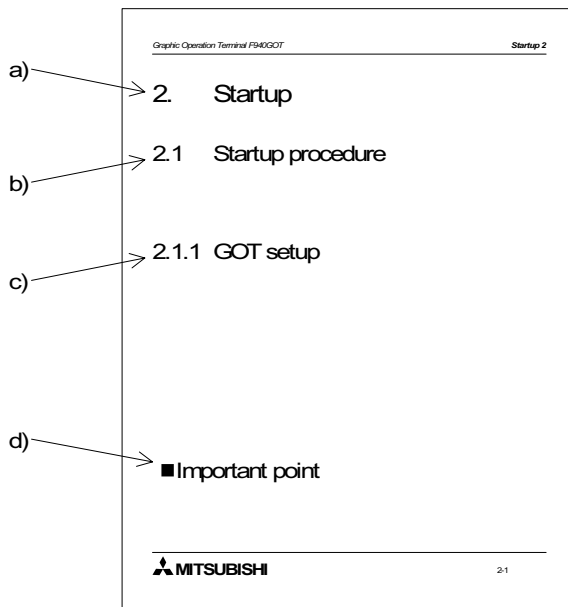 Graphic Operation Terminal F940GOT Startup 2
a)
2. Startup
2.1 Startup procedure
b)
2.1.1 GOT setup
c)
d)
■Important point
MITSUBISHI 2-1